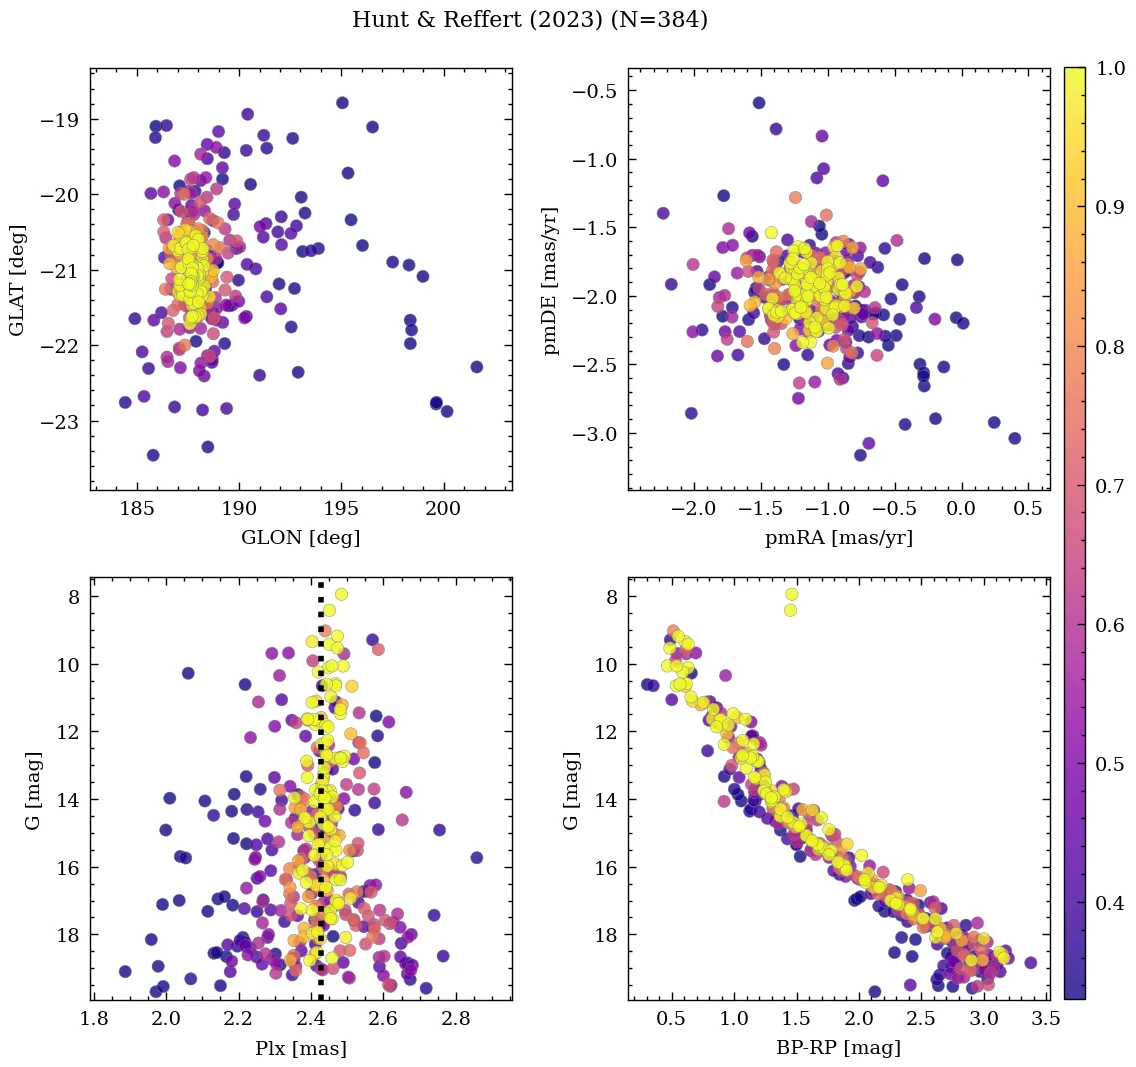 Hunt & Reffert (2023) (N=384)
−19
−20
−21
−22
−23
GLAT [deg]
185 190 195 200
GLON [deg]
−0.5
−1.0
−1.5
−2.0
−2.5
−3.0
pmDE [mas/yr]
−2.0 −1.5 −1.0 −0.5 0.0 0.5
pmRA [mas/yr]
8
10
12
14
16
18
G [mag]
1.8 2.0 2.2 2.4 2.6 2.8
Plx [mas]
8
10
12
14
16
18
G [mag]
0.5 1.0 1.5 2.0 2.5 3.0 3.5
BP-RP [mag]
1.0
0.9
0.8
0.7
0.6
0.5
0.4